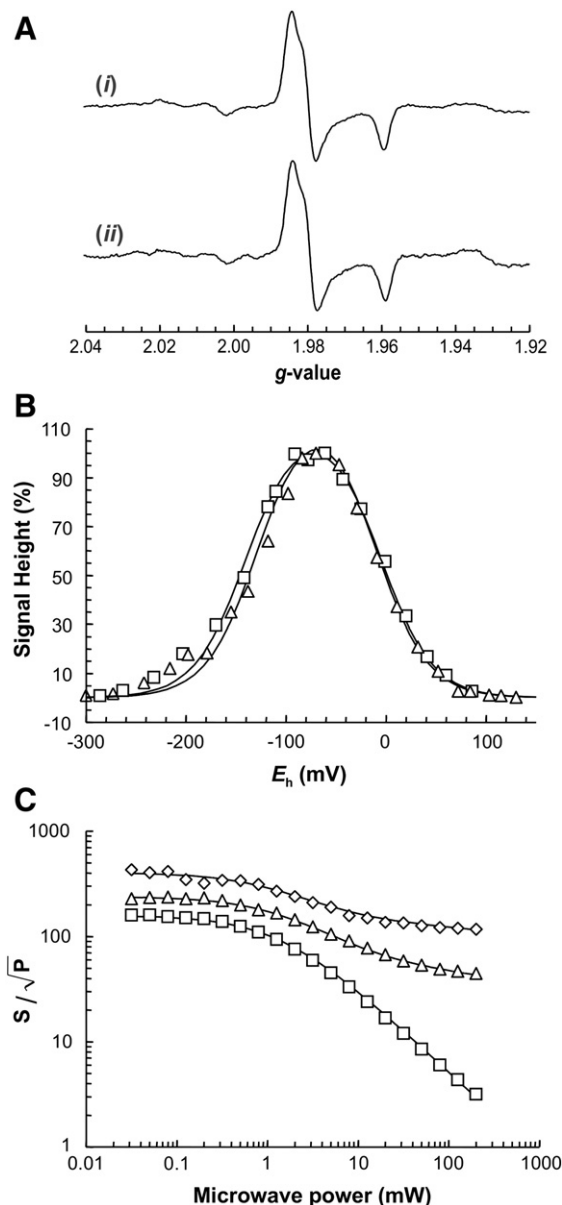 A
(i)
(ii)
2.04 2.02 2.00 1.98 1.96 1.94 1.92
g-value
B
Signal Height (%)
110
90
70
50
30
10
-10
-300 -200 -100 0 100
Eh (mV)
C
S / √P
1000
100
10
1
0.01 0.1 1 10 100 1000
Microwave power (mW)